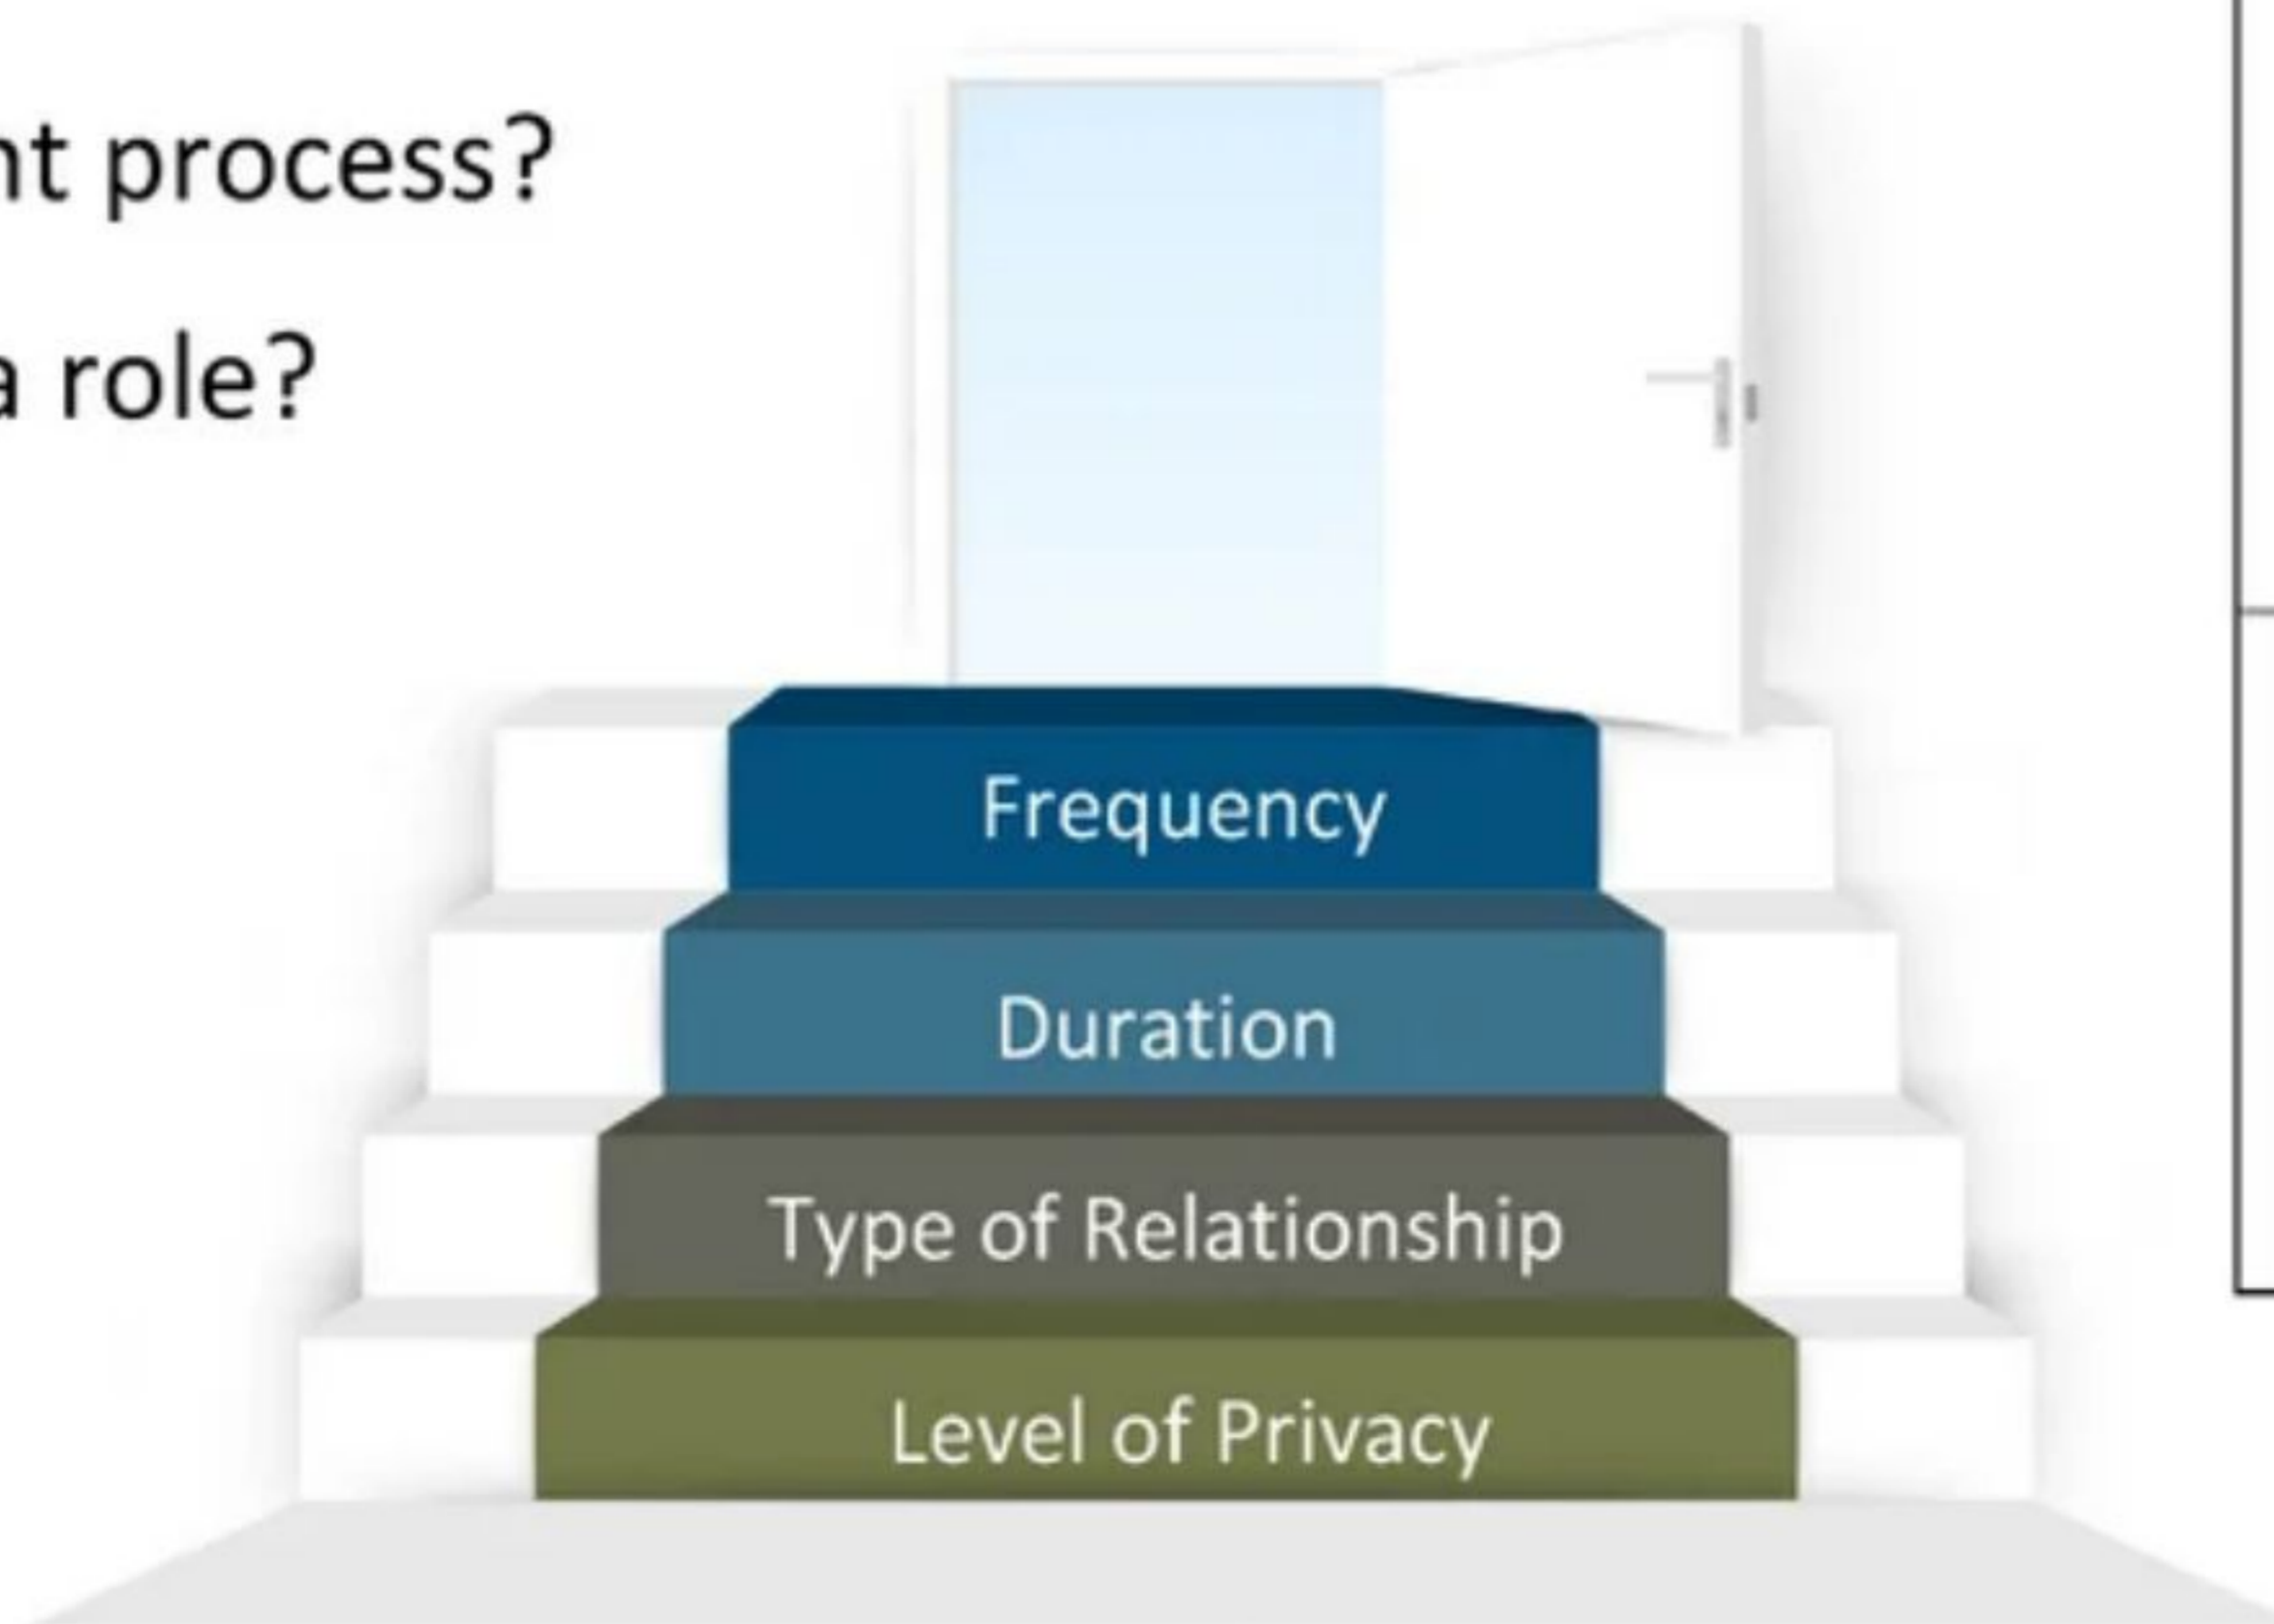 nt process?
a role?
Frequency
Duration
Type of Relationship
Level of Privacy